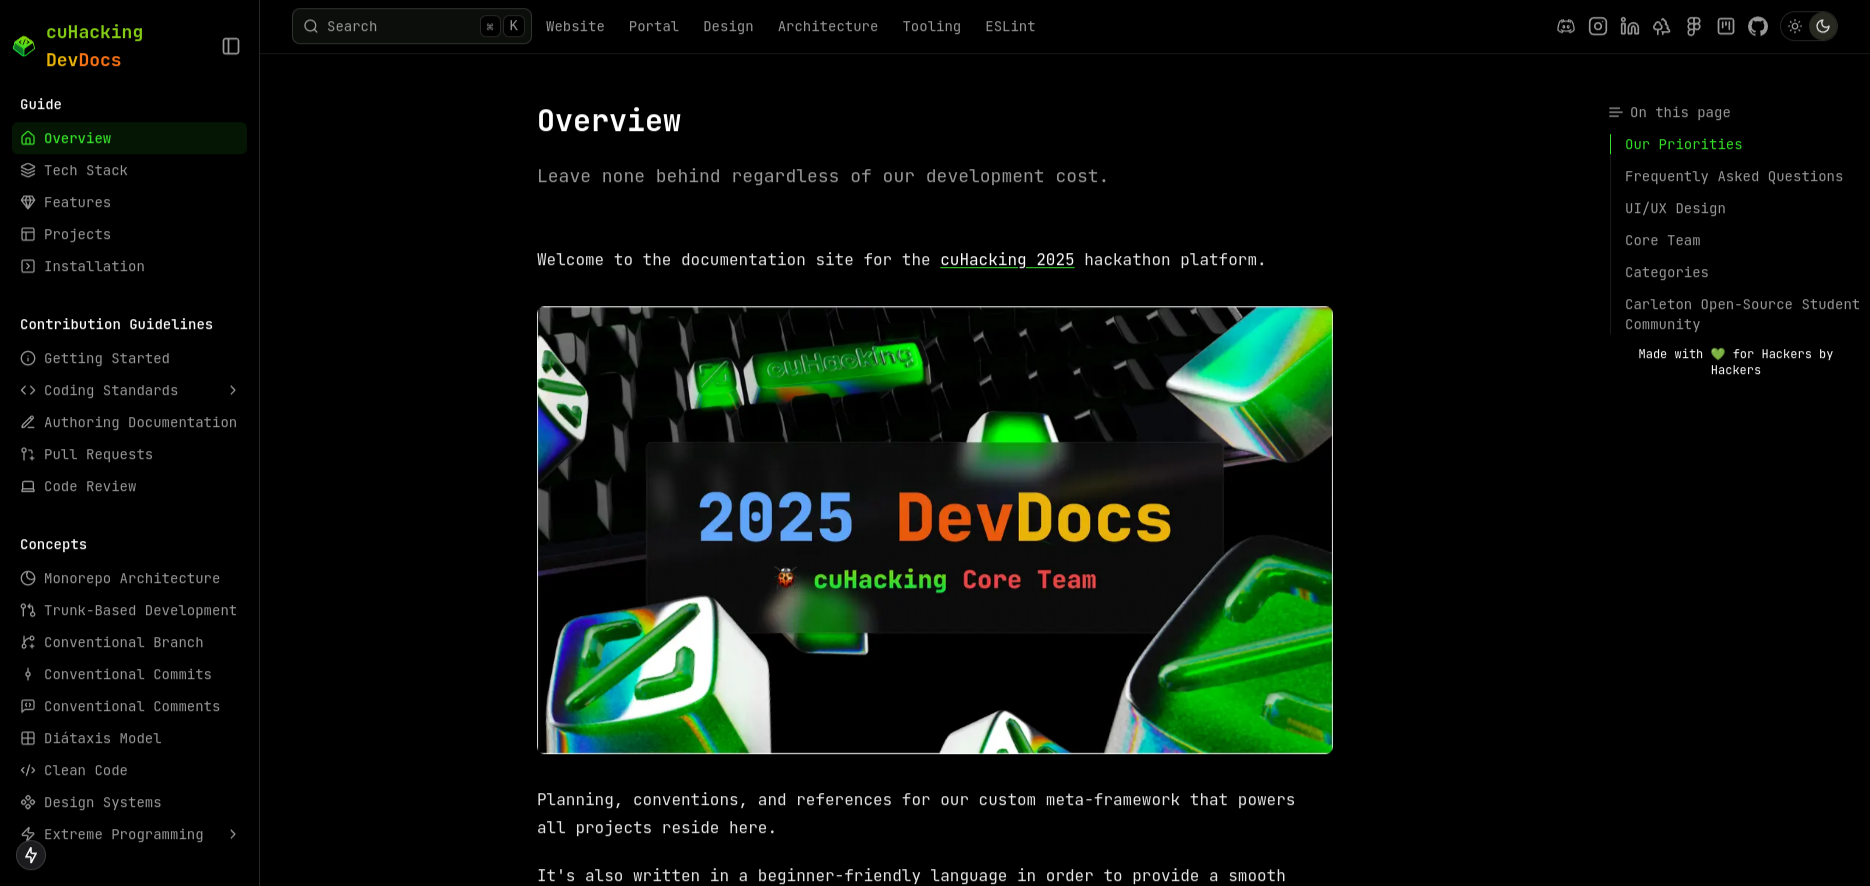 cuHacking
DevDocs
Guide
Overview
Tech Stack
Features
Projects
Installation
Contribution Guidelines
Getting Started
Coding Standards
Authoring Documentation
Pull Requests
Code Review
Concepts
Monorepo Architecture
Trunk-Based Development
Conventional Branch
Conventional Commits
Conventional Comments
Diátaxis Model
Clean Code
Design Systems
Extreme Programming
Search ⌘ K Website Portal Design Architecture Tooling ESLint
Overview
Leave none behind regardless of our development cost.
Welcome to the documentation site for the cuHacking 2025 hackathon platform.
cuHacking
2025 DevDocs
🐞 cuHacking Core Team
Planning, conventions, and references for our custom meta-framework that powers
all projects reside here.
It's also written in a beginner-friendly language in order to provide a smooth
On this page
Our Priorities
Frequently Asked Questions
UI/UX Design
Core Team
Categories
Carleton Open-Source Student
Community
Made with 💚 for Hackers by
Hackers